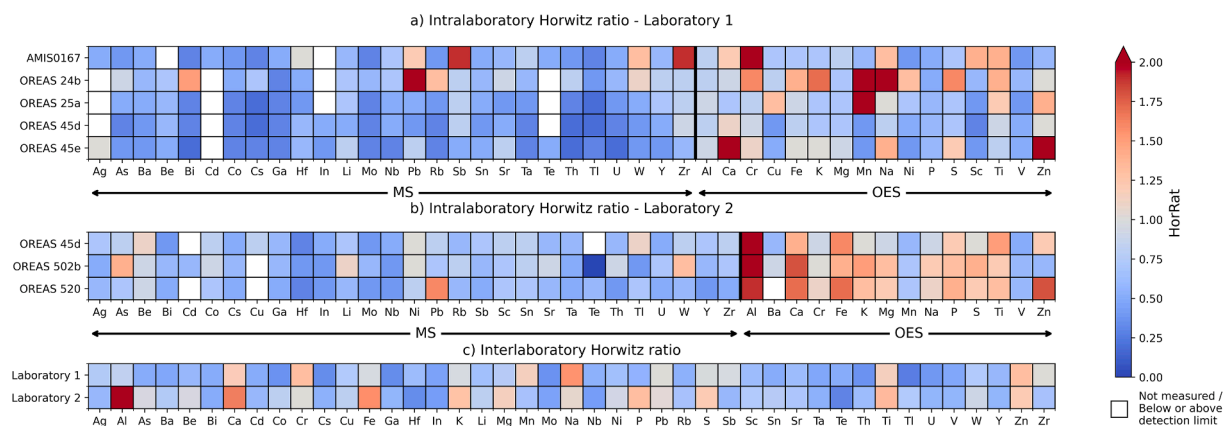 a) Intralaboratory Horwitz ratio - Laboratory 1
AMIS0167
OREAS 24b
OREAS 25a
OREAS 45d
OREAS 45e
Ag As Ba Be Bi Cd Co Cs Ga Hf In Li Mo Nb Pb Rb Sb Sn Sr Ta Te Th Tl U W Y Zr Al Ca Cr Cu Fe K Mg Mn Na Ni P S Sc Ti V Zn
MS OES
b) Intralaboratory Horwitz ratio - Laboratory 2
OREAS 45d
OREAS 502b
OREAS 520
Ag As Be Bi Cd Co Cs Cu Ga Hf In Li Mo Nb Ni Pb Rb Sb Sc Sn Sr Ta Te Th Tl U W Y Zr Al Ba Ca Cr Fe K Mg Mn Na P S Ti V Zn
MS OES
c) Interlaboratory Horwitz ratio
Laboratory 1
Laboratory 2
Ag Al As Ba Be Bi Ca Cd Co Cr Cs Cu Fe Ga Hf In K Li Mg Mn Mo Na Nb Ni P Pb Rb S Sb Sc Sn Sr Ta Te Th Ti Tl U V W Y Zn Zr
2.00
1.75
1.50
1.25
1.00
0.75
0.50
0.25
0.00
HorRat
Not measured /
Below or above
detection limit